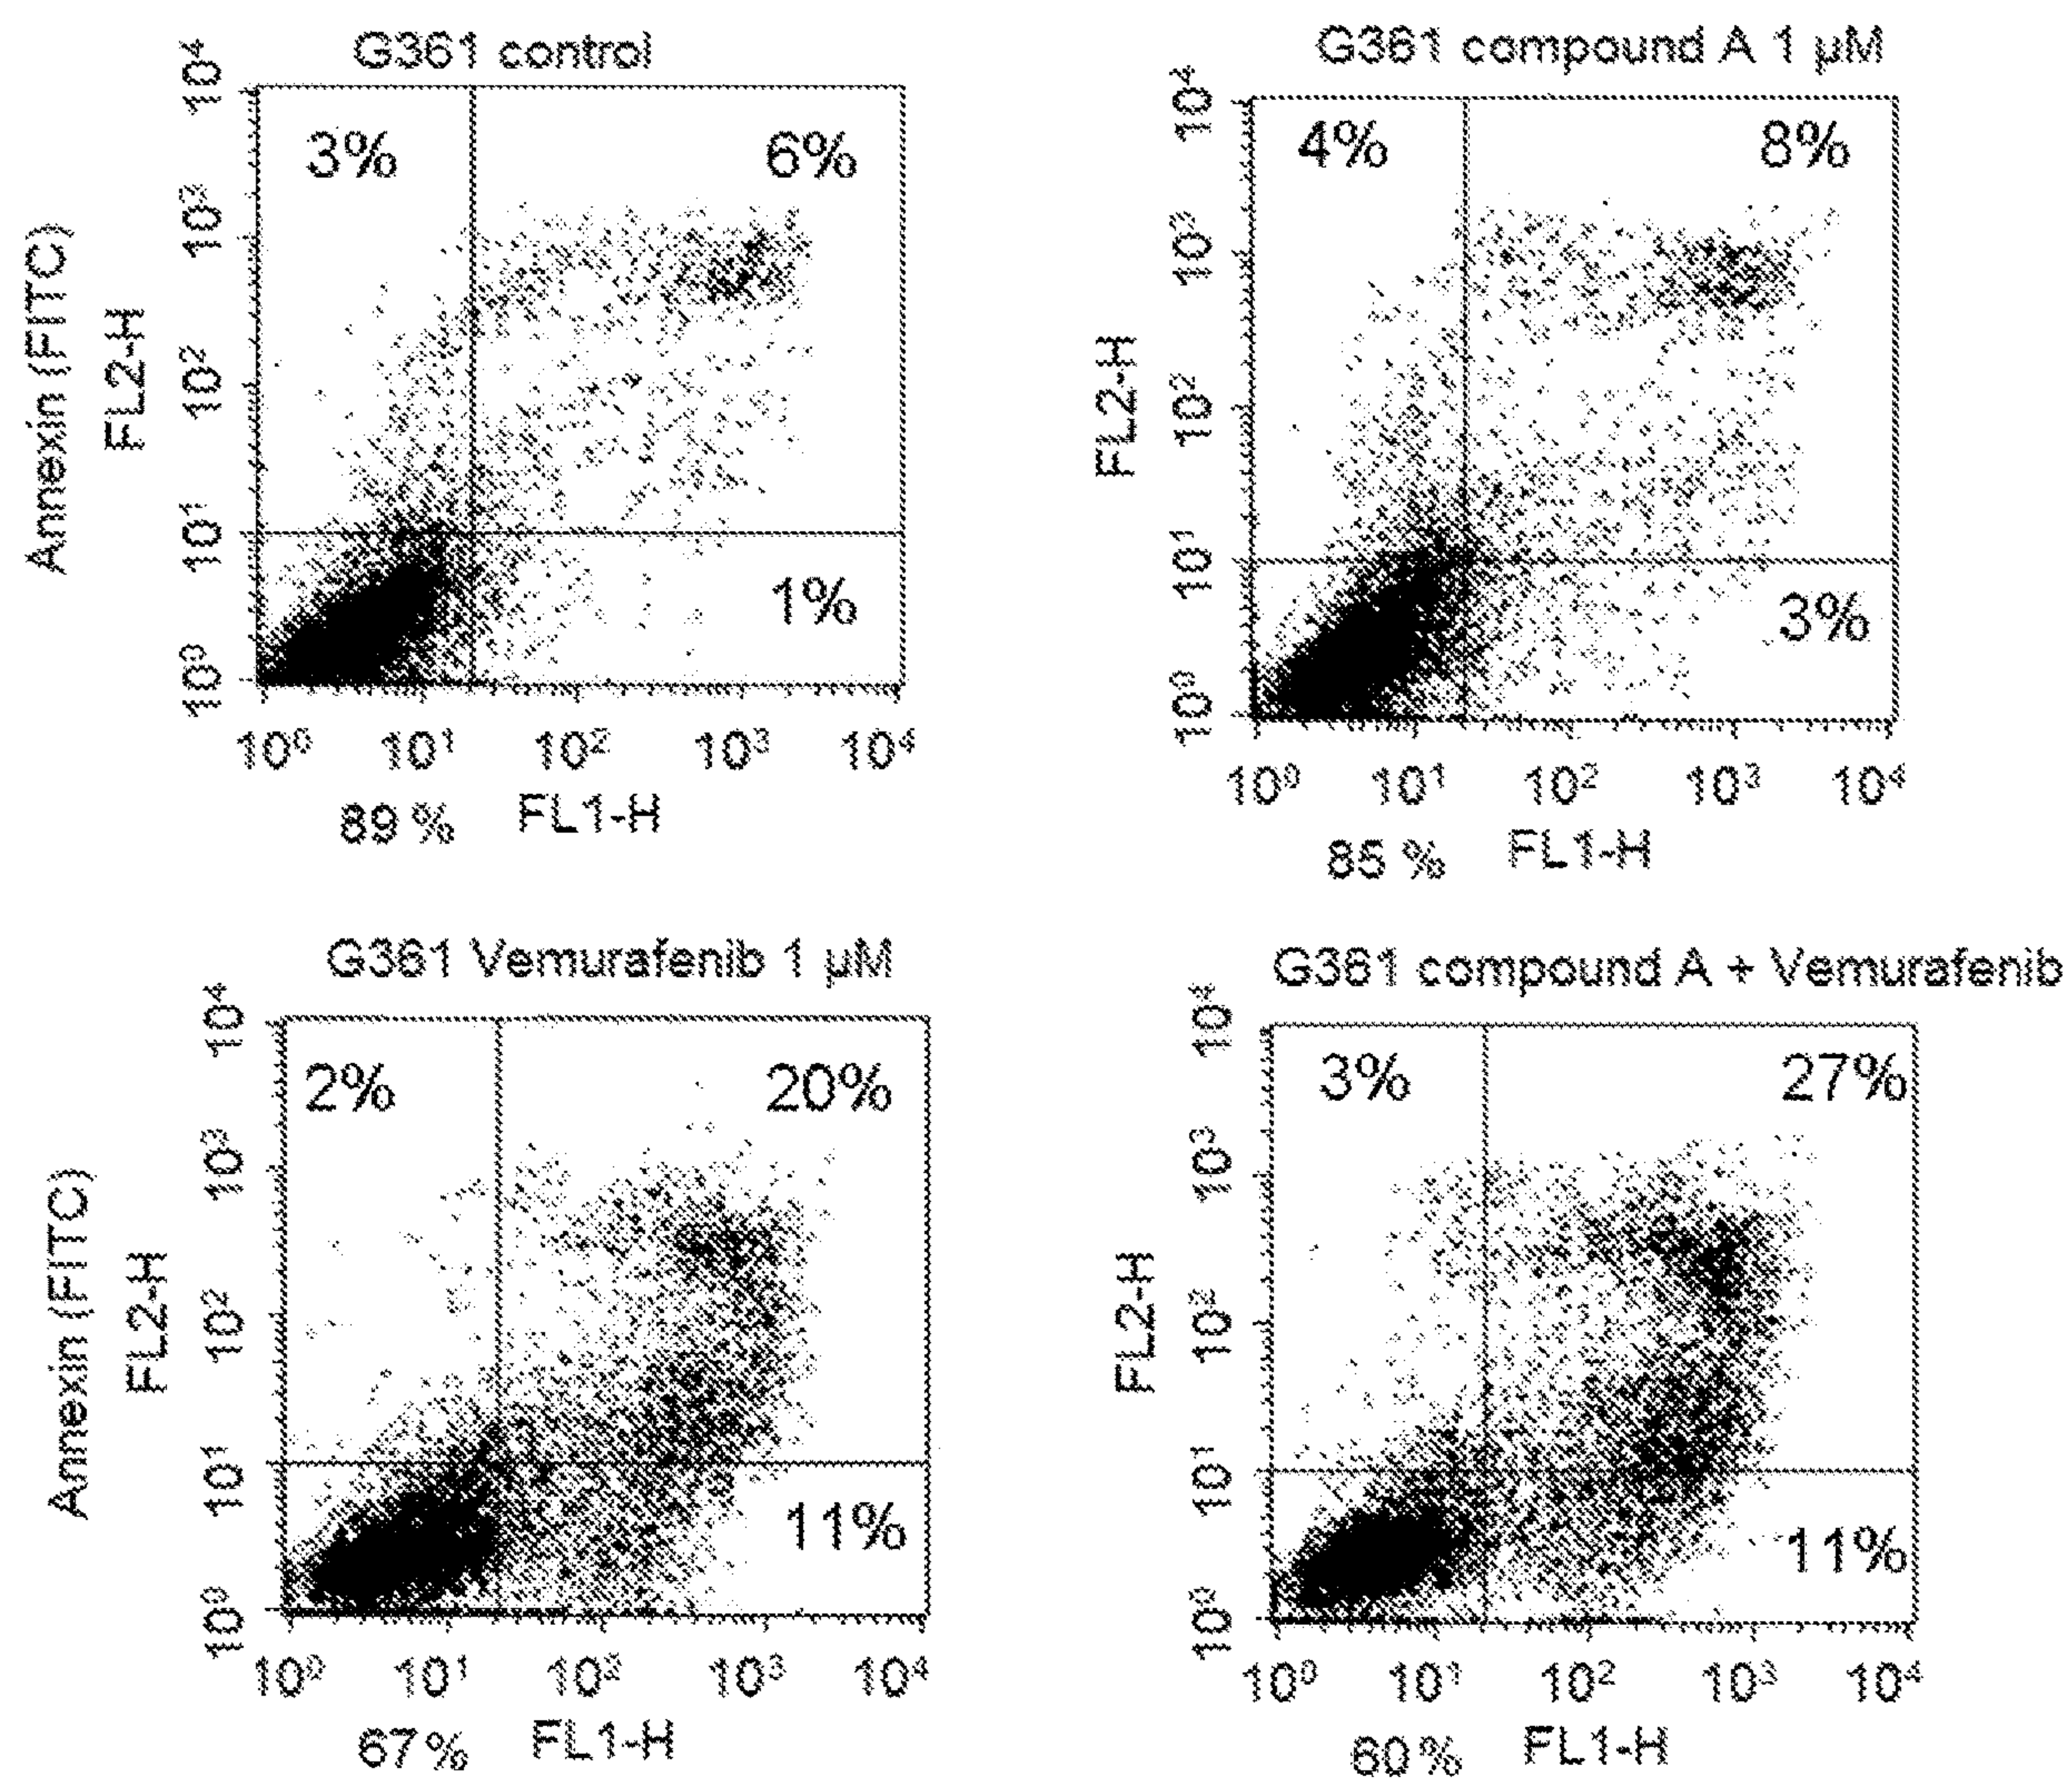 G361 control
10⁴
3%
6%
10³
Annexin (FITC)
FL2-H
10²
10¹
1%
10⁰
10⁰ 10¹ 10² 10³ 10⁴
89 % FL1-H
G361 compound A 1 µM
10⁴
4%
8%
10³
FL2-H
10²
10¹
3%
10⁰
10⁰ 10¹ 10² 10³ 10⁴
85 % FL1-H
G361 Vemurafenib 1 µM
10⁴
2%
20%
10³
Annexin (FITC)
FL2-H
10²
10¹
11%
10⁰
10⁰ 10¹ 10² 10³ 10⁴
67% FL1-H
G361 compound A + Vemurafenib
10⁴
3%
27%
10³
FL2-H
10²
10¹
11%
10⁰
10⁰ 10¹ 10² 10³ 10⁴
60% FL1-H